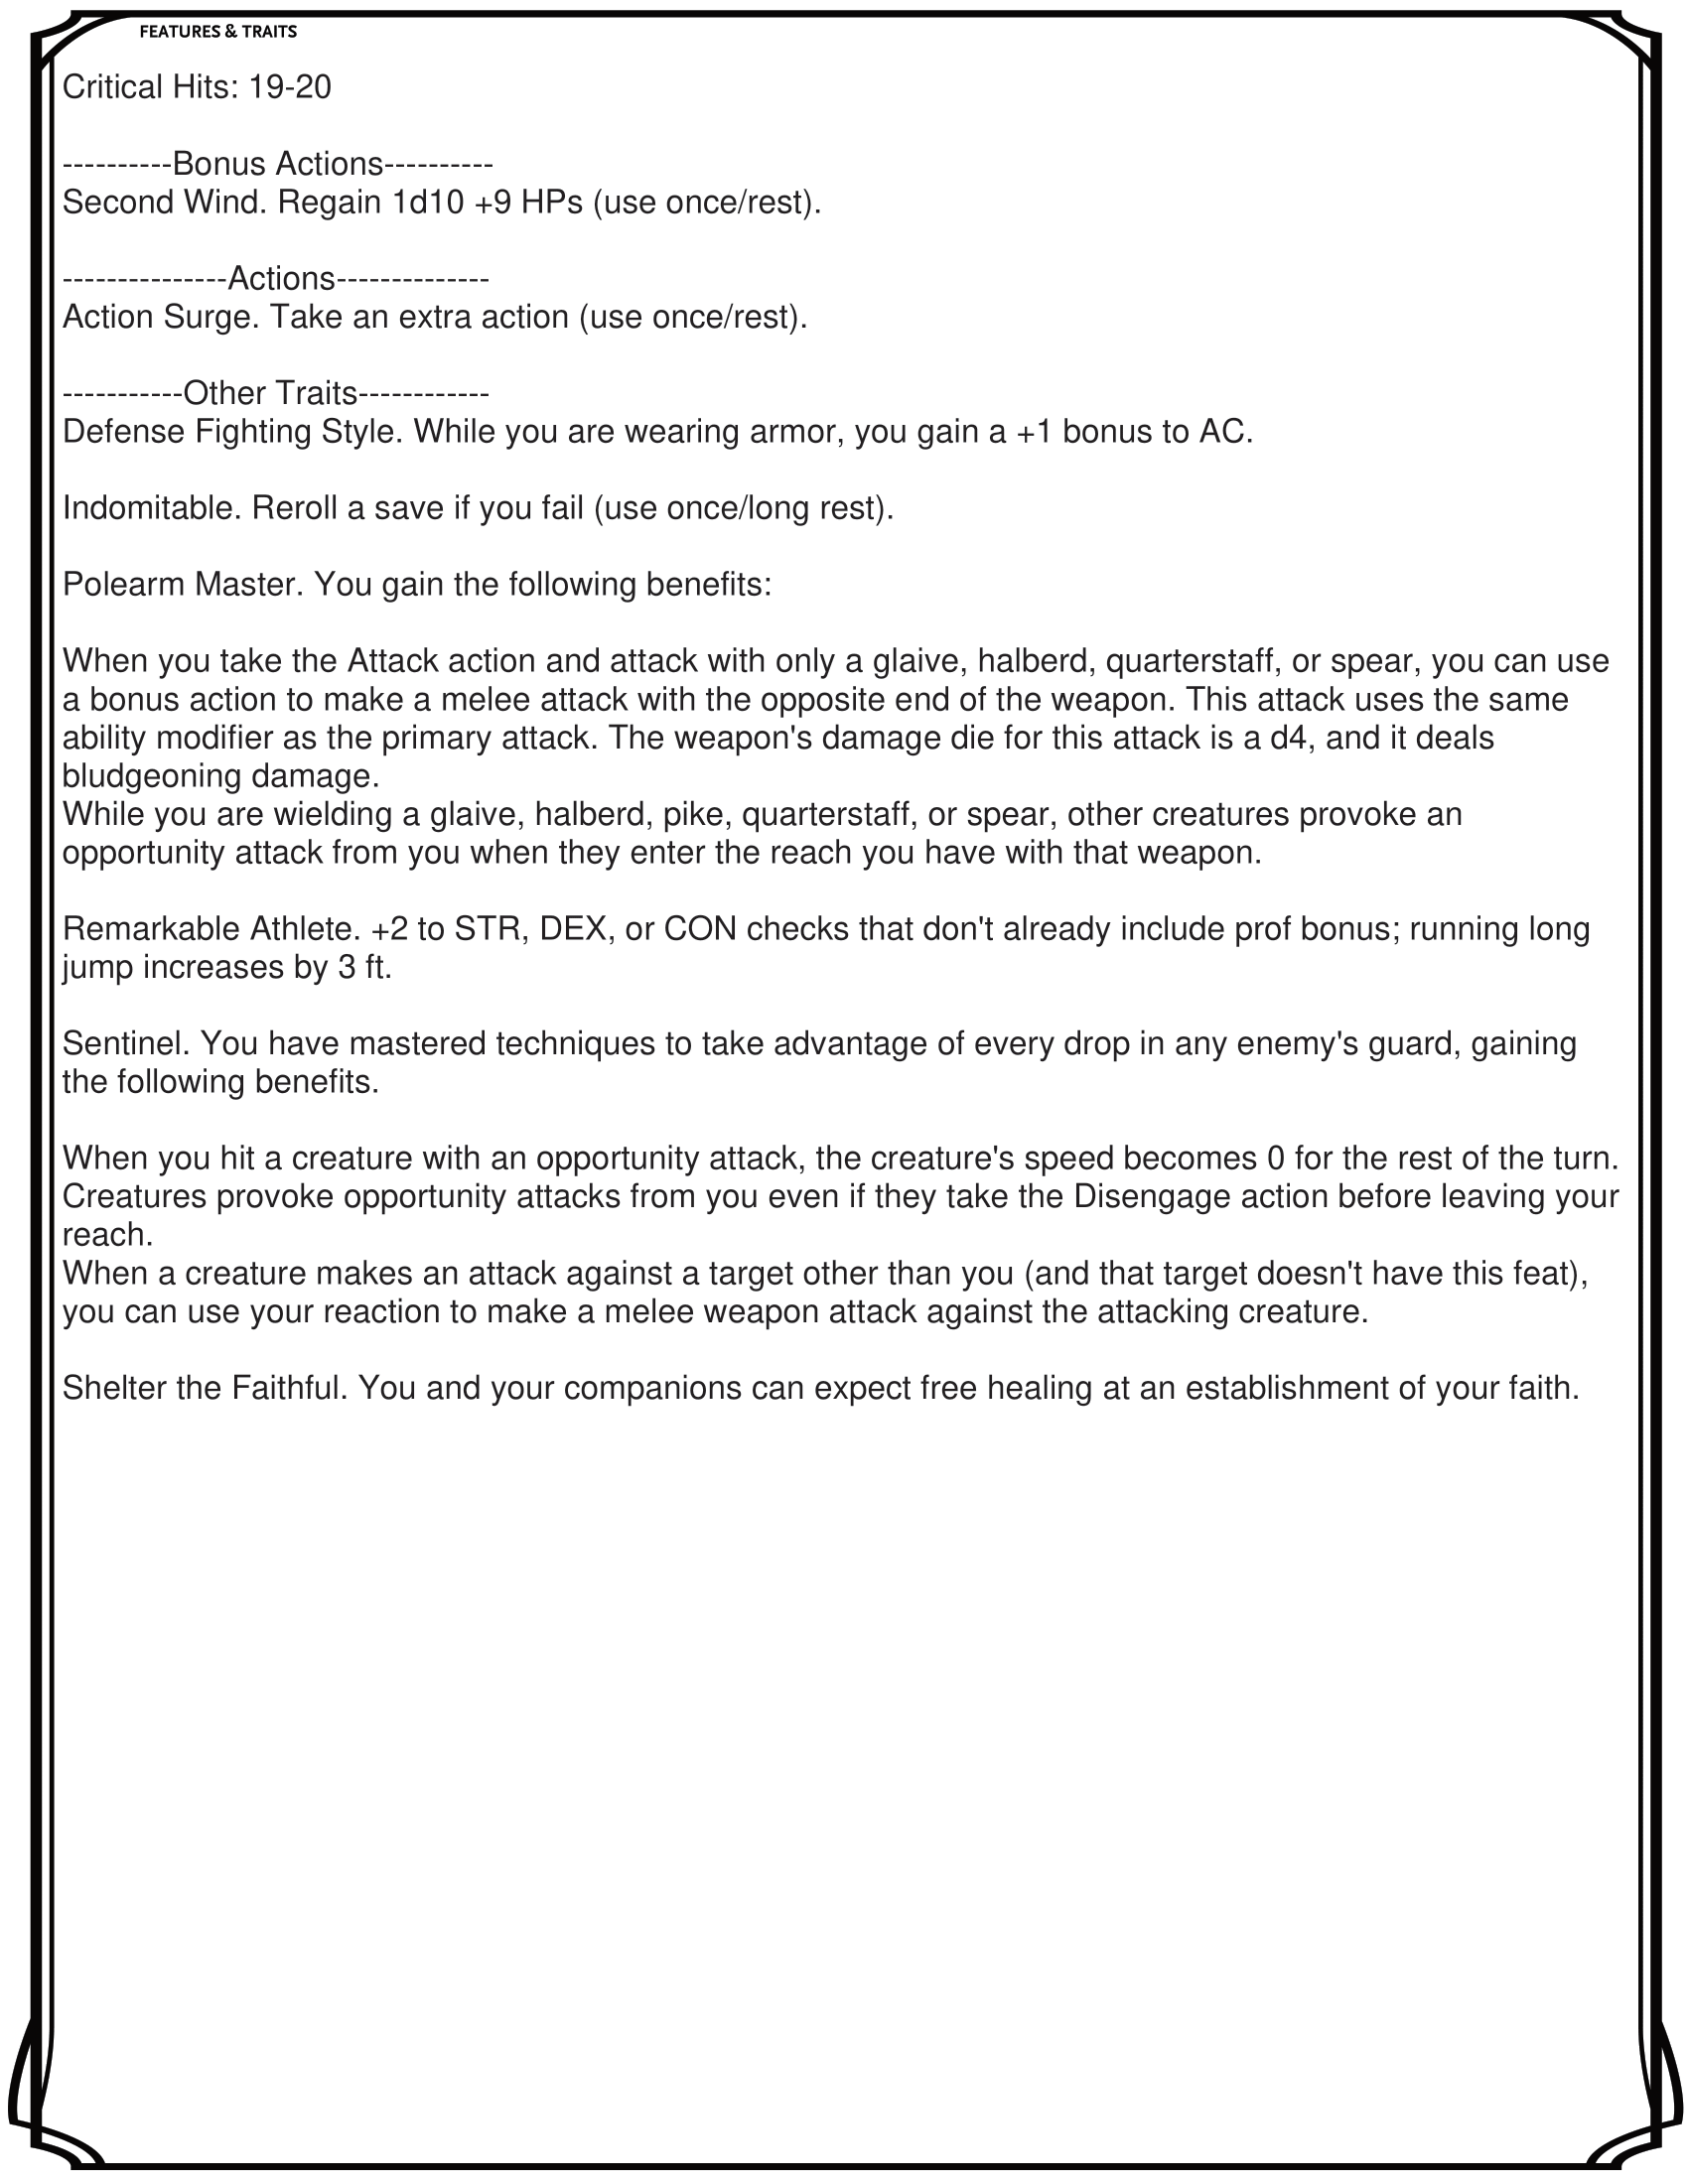 FEATURES & TRAITS
Critical Hits: 19-20
----------Bonus Actions----------
Second Wind. Regain 1d10 +9 HPs (use once/rest).
---------------Actions--------------
Action Surge. Take an extra action (use once/rest).
-----------Other Traits------------
Defense Fighting Style. While you are wearing armor, you gain a +1 bonus to AC.
Indomitable. Reroll a save if you fail (use once/long rest).
Polearm Master. You gain the following benefits:
When you take the Attack action and attack with only a glaive, halberd, quarterstaff, or spear, you can use
a bonus action to make a melee attack with the opposite end of the weapon. This attack uses the same
ability modifier as the primary attack. The weapon's damage die for this attack is a d4, and it deals
bludgeoning damage.
While you are wielding a glaive, halberd, pike, quarterstaff, or spear, other creatures provoke an
opportunity attack from you when they enter the reach you have with that weapon.
Remarkable Athlete. +2 to STR, DEX, or CON checks that don't already include prof bonus; running long
jump increases by 3 ft.
Sentinel. You have mastered techniques to take advantage of every drop in any enemy's guard, gaining
the following benefits.
When you hit a creature with an opportunity attack, the creature's speed becomes 0 for the rest of the turn.
Creatures provoke opportunity attacks from you even if they take the Disengage action before leaving your
reach.
When a creature makes an attack against a target other than you (and that target doesn't have this feat),
you can use your reaction to make a melee weapon attack against the attacking creature.
Shelter the Faithful. You and your companions can expect free healing at an establishment of your faith.